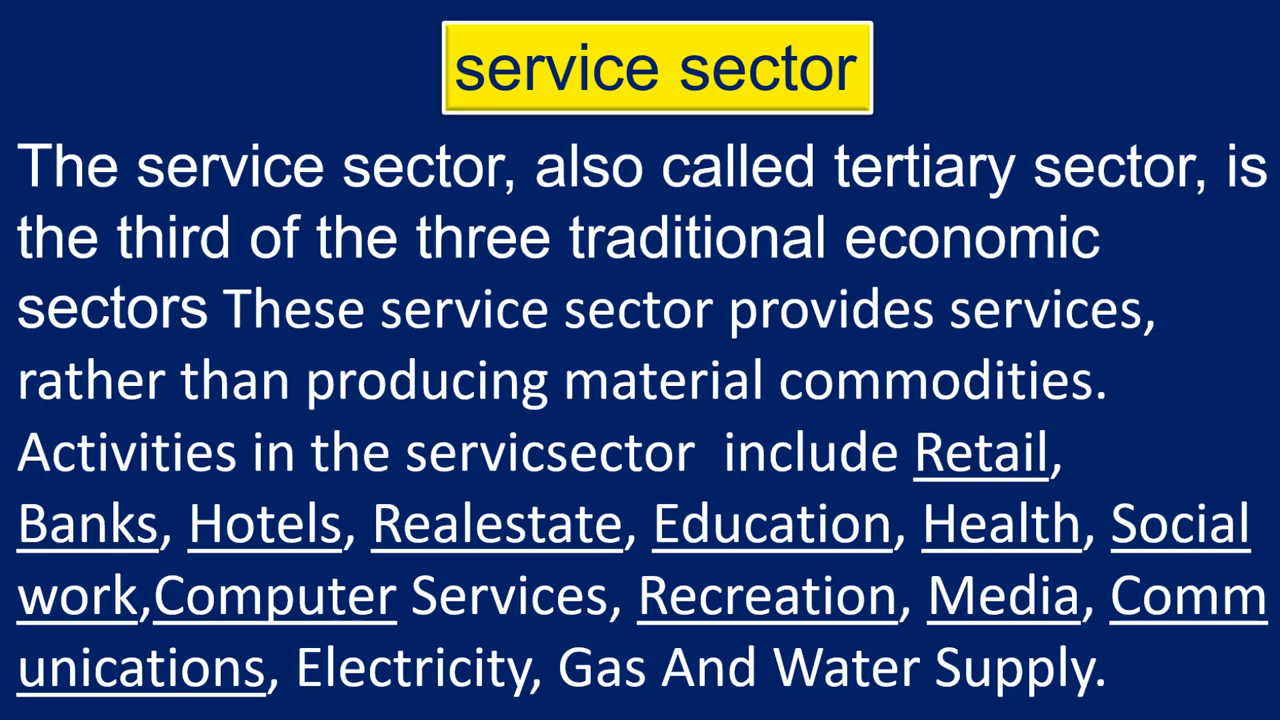 service sector
The service sector, also called tertiary sector, is
the third of the three traditional economic
sectors These service sector provides services,
rather than producing material commodities.
Activities in the servicsector  include Retail,
Banks, Hotels, Realestate, Education, Health, Social
work,Computer Services, Recreation, Media, Comm
unications, Electricity, Gas And Water Supply.